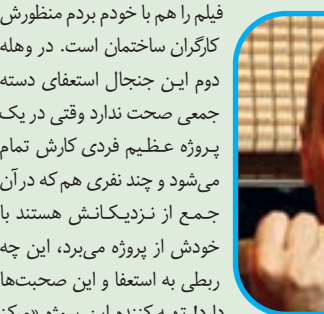 فیلم را هم با خودم بردم منظورش
کارگران ساختمان است. در وهله
دوم این جنجال استعفای دسته
جمعی صحت ندارد وقتی در یک
پروژه عظیم فردی کارش تمام
می‌شود و چند نفری هم که در آن
جمع از نزدیکانش هستند با
خودش از پروژه می‌برد، این چه
ربطی به استعفا و این صحبت‌ها